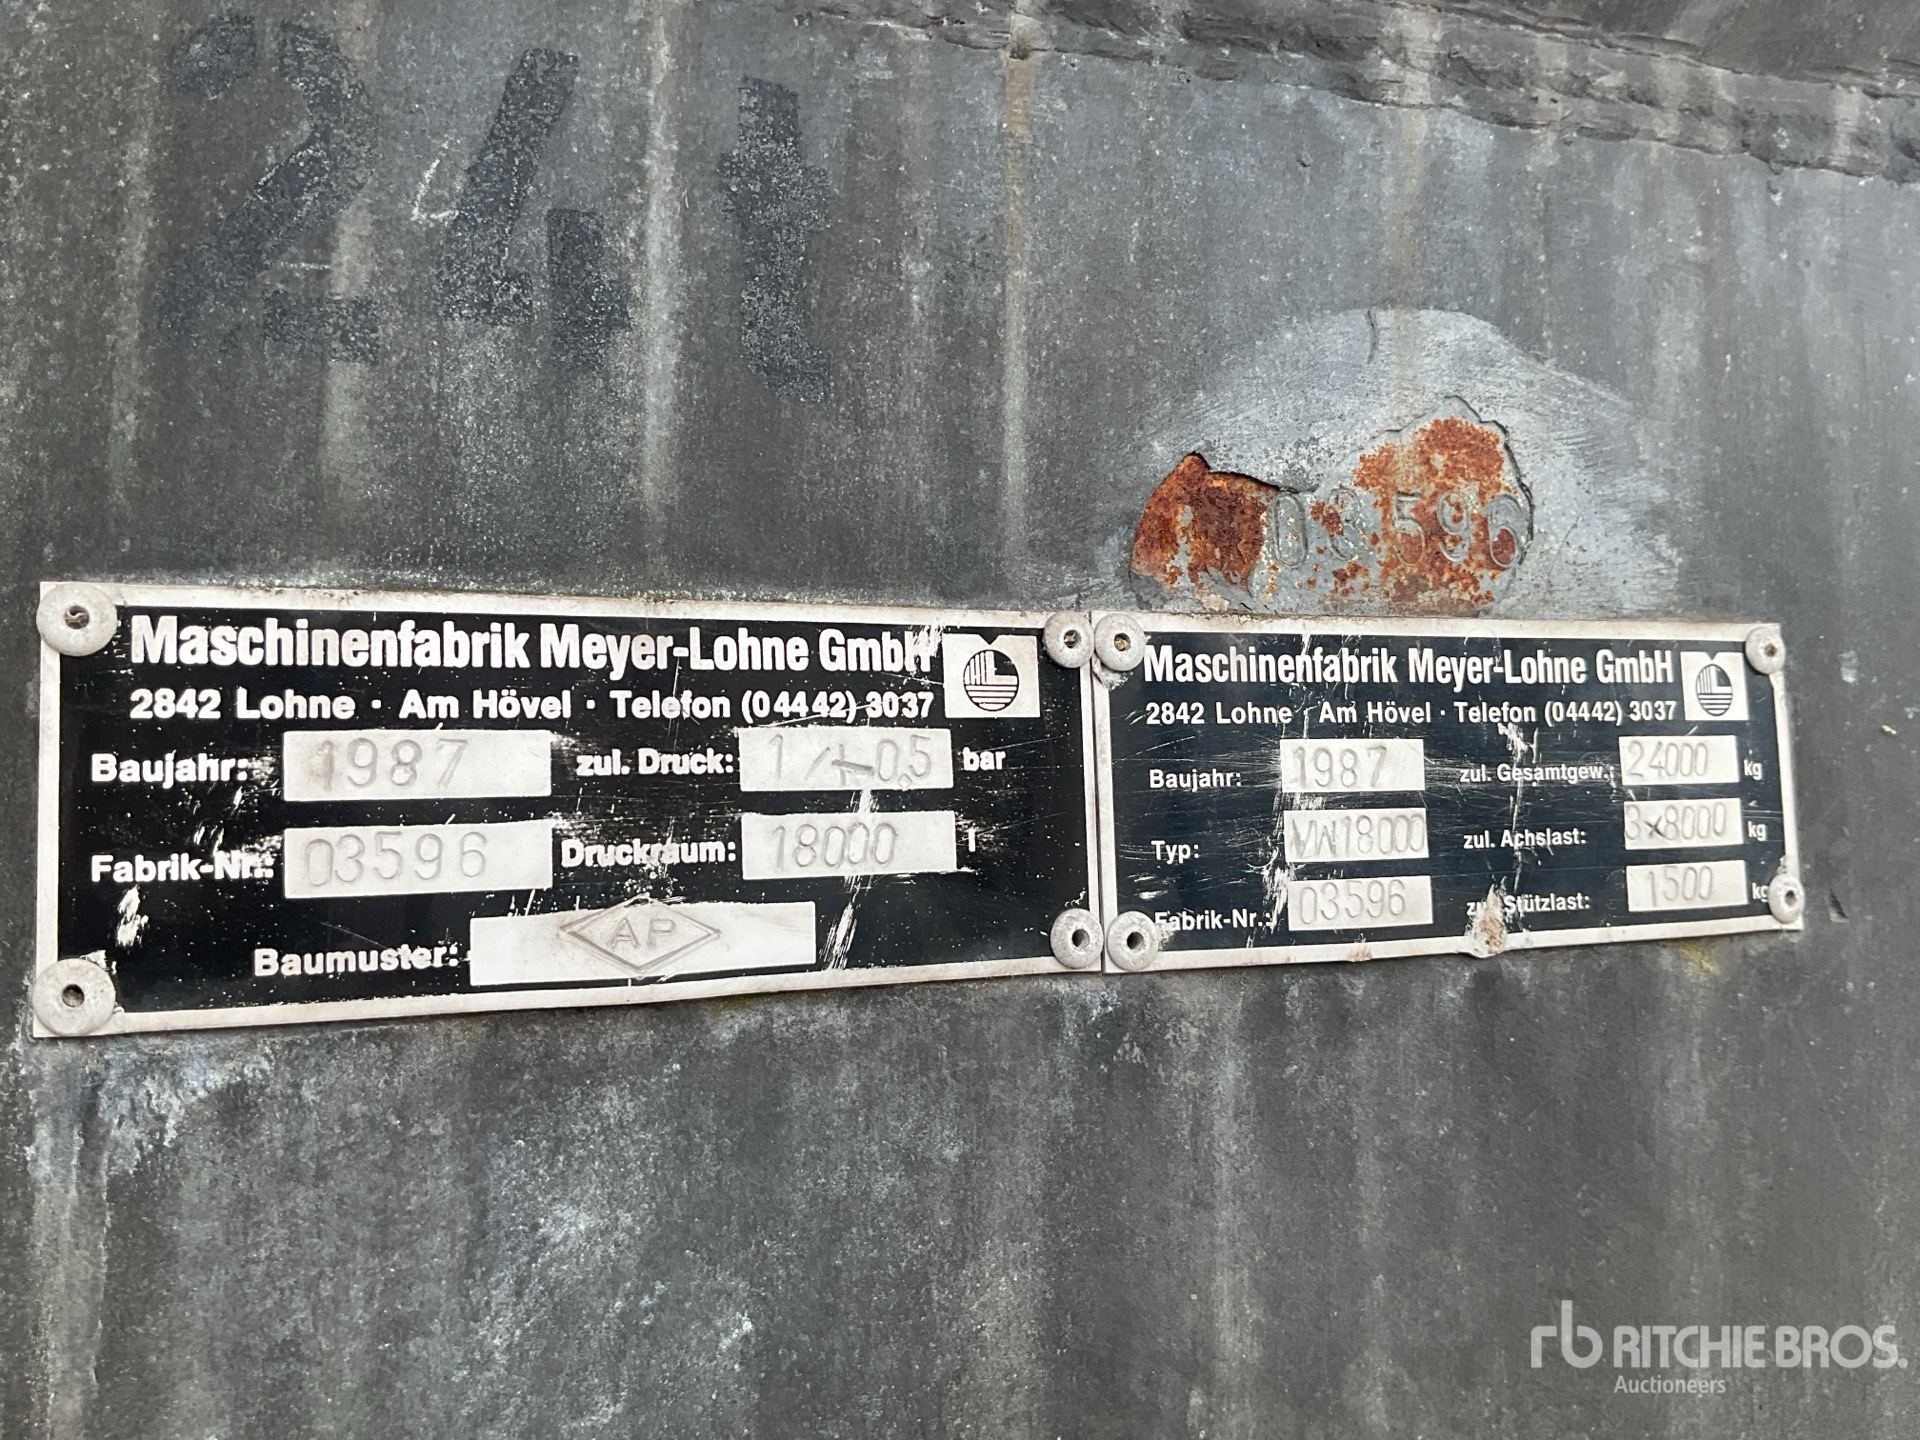 24t
03596
Maschinenfabrik Meyer-Lohne GmbH
2842 Lohne · Am Hövel · Telefon (04442) 3037
Baujahr: 1987 zul. Druck: 1/-0,5 bar
Fabrik-Nr.: 03596 Druckraum: 18000 l
Baumuster: AP
Maschinenfabrik Meyer-Lohne GmbH
2842 Lohne · Am Hövel · Telefon (04442) 3037
Baujahr: 1987 zul. Gesamtgew.: 24000 kg
Typ: VW18000 zul. Achslast: 3x8000 kg
Fabrik-Nr.: 03596 zul. Stützlast: 1500 kg
rb RITCHIE BROS.
Auctioneers